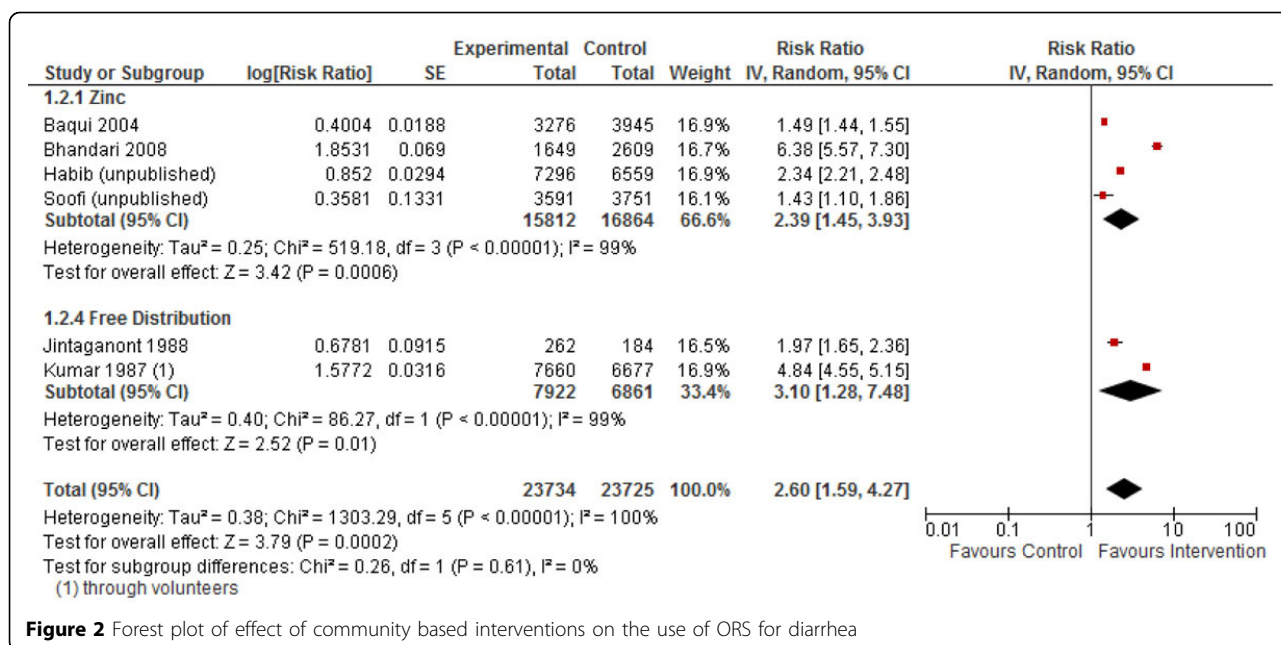 Experimental Control Risk Ratio Risk Ratio
Study or Subgroup log[Risk Ratio] SE Total Total Weight IV, Random, 95% CI IV, Random, 95% CI
1.2.1 Zinc
Baqui 2004 0.4004 0.0188 3276 3945 16.9% 1.49 [1.44, 1.55]
Bhandari 2008 1.8531 0.069 1649 2609 16.7% 6.38 [5.57, 7.30]
Habib (unpublished) 0.852 0.0294 7296 6559 16.9% 2.34 [2.21, 2.48]
Soofi (unpublished) 0.3581 0.1331 3591 3751 16.1% 1.43 [1.10, 1.86]
Subtotal (95% CI) 15812 16864 66.6% 2.39 [1.45, 3.93]
Heterogeneity: Tau² = 0.25; Chi² = 519.18, df = 3 (P < 0.00001); I² = 99%
Test for overall effect: Z = 3.42 (P = 0.0006)
1.2.4 Free Distribution
Jintaganont 1988 0.6781 0.0915 262 184 16.5% 1.97 [1.65, 2.36]
Kumar 1987 (1) 1.5772 0.0316 7660 6677 16.9% 4.84 [4.55, 5.15]
Subtotal (95% CI) 7922 6861 33.4% 3.10 [1.28, 7.48]
Heterogeneity: Tau² = 0.40; Chi² = 86.27, df = 1 (P < 0.00001); I² = 99%
Test for overall effect: Z = 2.52 (P = 0.01)
Total (95% CI) 23734 23725 100.0% 2.60 [1.59, 4.27]
Heterogeneity: Tau² = 0.38; Chi² = 1303.29, df = 5 (P < 0.00001); I² = 100%
Test for overall effect: Z = 3.79 (P = 0.0002)
Test for subgroup differences: Chi² = 0.26, df = 1 (P = 0.61), I² = 0%
(1) through volunteers
0.01 0.1 1 10 100
Favours Control Favours Intervention
Figure 2 Forest plot of effect of community based interventions on the use of ORS for diarrhea